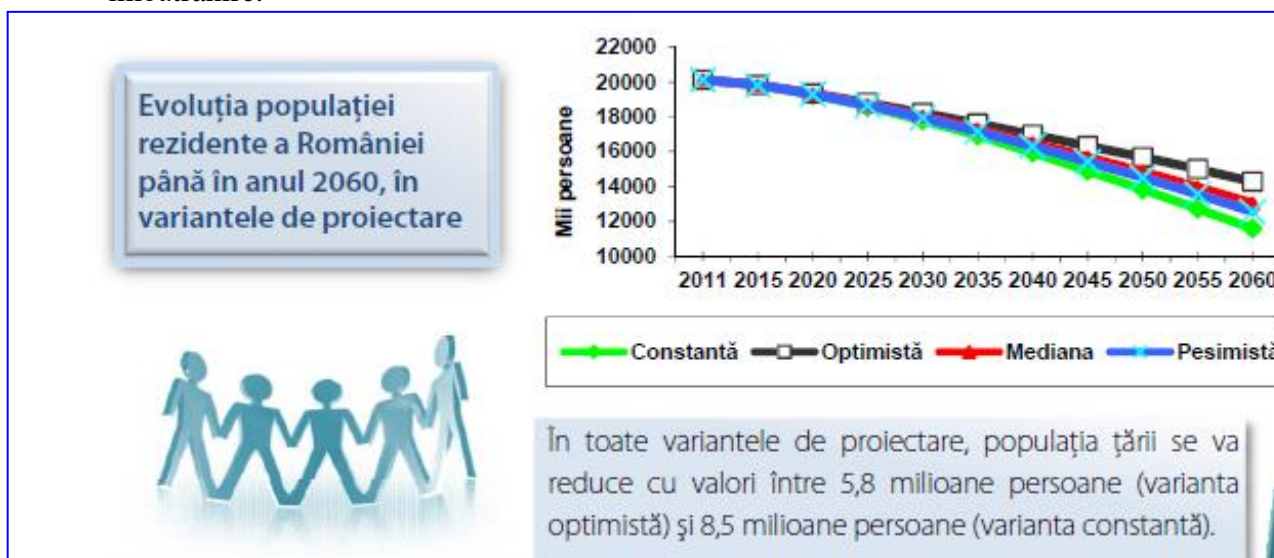 Evoluția populației
rezidente a României
până în anul 2060, în
variantele de proiectare
22000
20000
18000
16000
14000
12000
10000
Mii persoane
2011 2015 2020 2025 2030 2035 2040 2045 2050 2055 2060
Constantă Optimistă Mediana Pesimistă
În toate variantele de proiectare, populația țării se va
reduce cu valori între 5,8 milioane persoane (varianta
optimistă) şi 8,5 milioane persoane (varianta constantă).